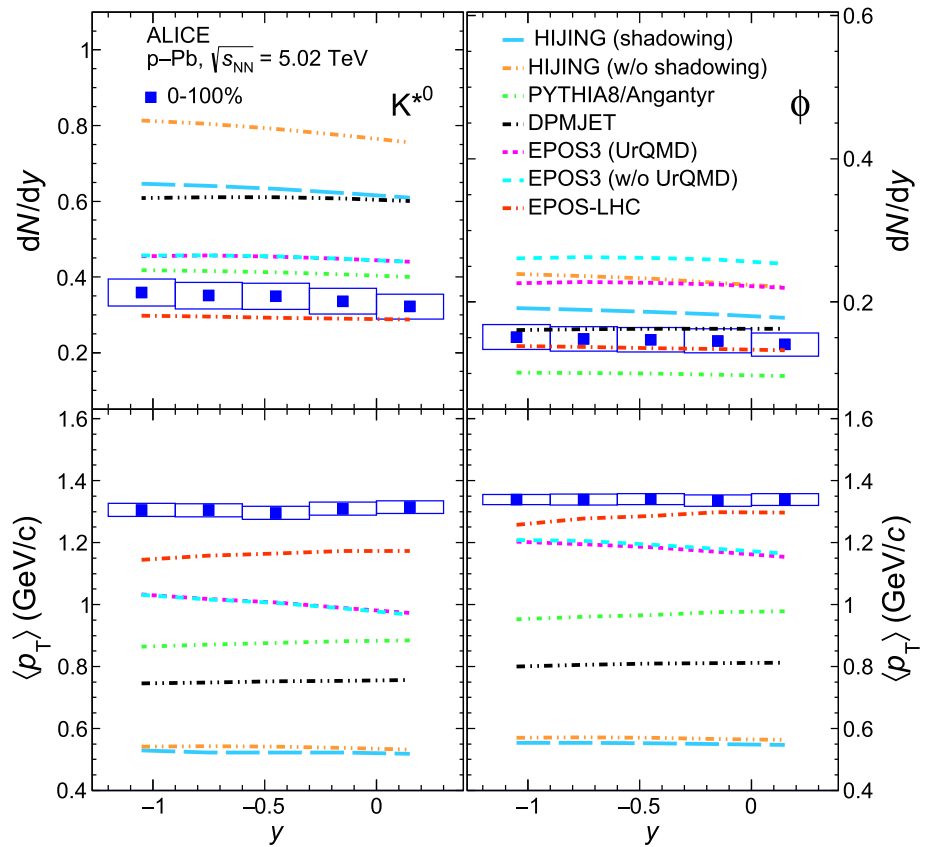 ALICE
p–Pb, √sNN = 5.02 TeV
0-100%
K*0
dN/dy
1
0.8
0.6
0.4
0.2
HIJING (shadowing)
HIJING (w/o shadowing)
PYTHIA8/Angantyr
DPMJET
EPOS3 (UrQMD)
EPOS3 (w/o UrQMD)
EPOS-LHC
ϕ
0.6
0.4
0.2
dN/dy
⟨pT⟩ (GeV/c)
1.6
1.4
1.2
1
0.8
0.6
0.4
−1
−0.5
0
y
1.6
1.4
1.2
1
0.8
0.6
0.4
⟨pT⟩ (GeV/c)
−1
−0.5
0
y